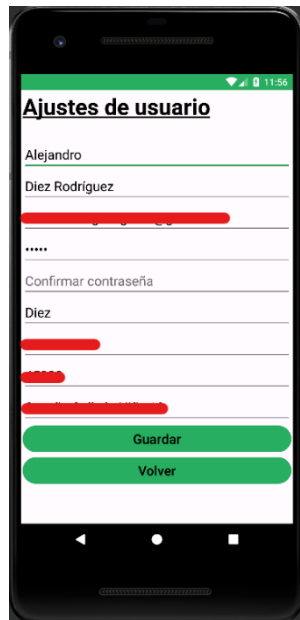 11:56
Ajustes de usuario
Alejandro
Diez Rodríguez
•••••
Confirmar contraseña
Diez
Guardar
Volver